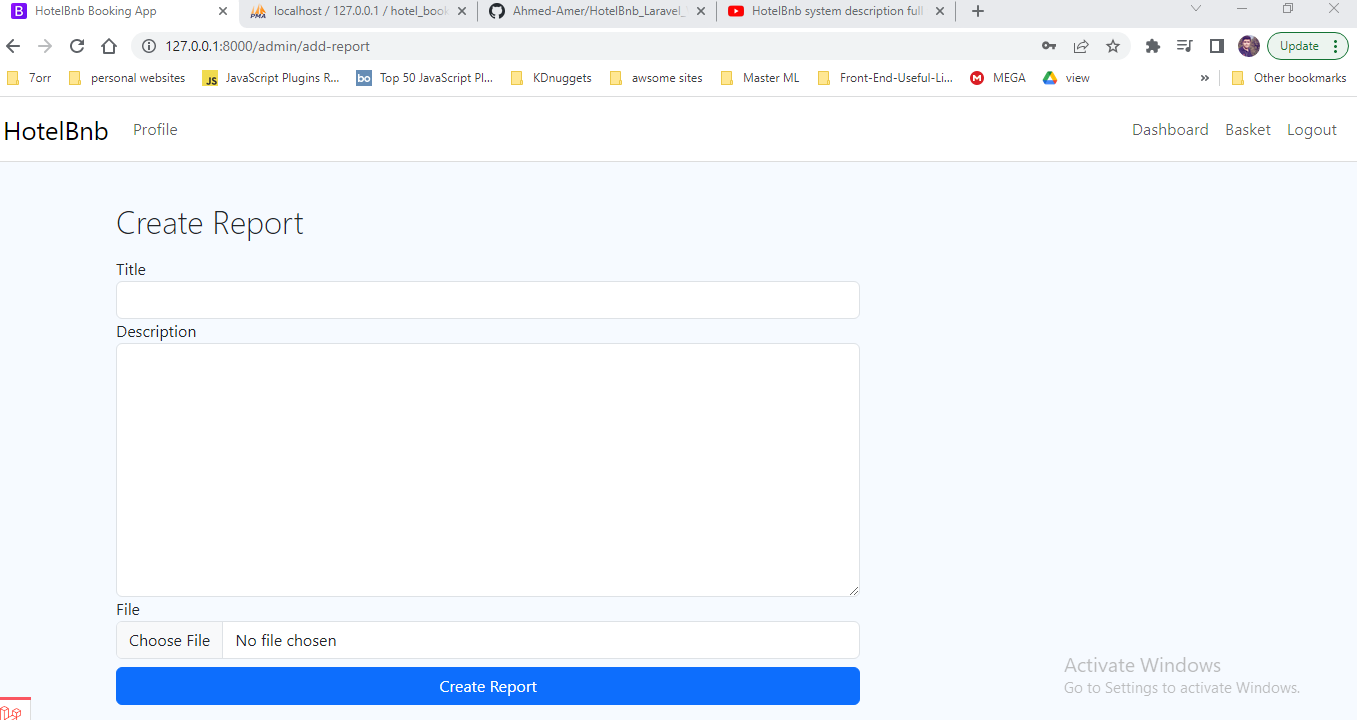 B HotelBnb Booking App
PMA localhost / 127.0.0.1 / hotel_book
Ahmed-Amer/HotelBnb_Laravel_
HotelBnb system description full
127.0.0.1:8000/admin/add-report
Update
7orr
personal websites
JS JavaScript Plugins R...
bo Top 50 JavaScript Pl...
KDnuggets
awsome sites
Master ML
Front-End-Useful-Li...
M MEGA
view
»
Other bookmarks
HotelBnb
Profile
Dashboard
Basket
Logout
Create Report
Title
Description
File
Choose File
No file chosen
Create Report
Activate Windows
Go to Settings to activate Windows.